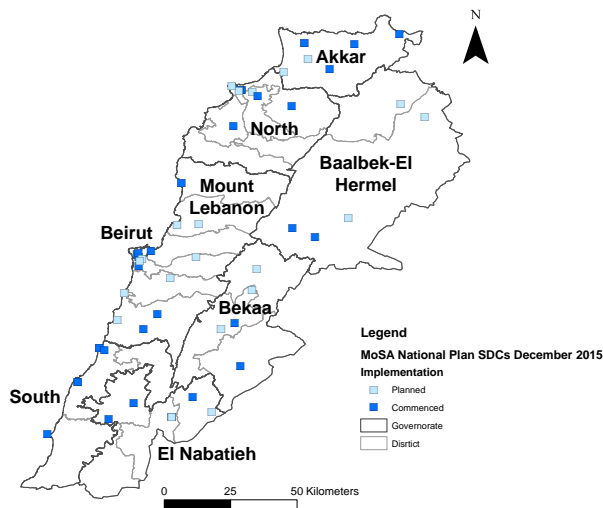 N
Akkar
North
Baalbek-El
Hermel
Mount
Lebanon
Beirut
Bekaa
South
El Nabatieh
Legend
MoSA National Plan SDCs December 2015
Implementation
Planned
Commenced
Governorate
Disrtict
0 25 50 Kilometers